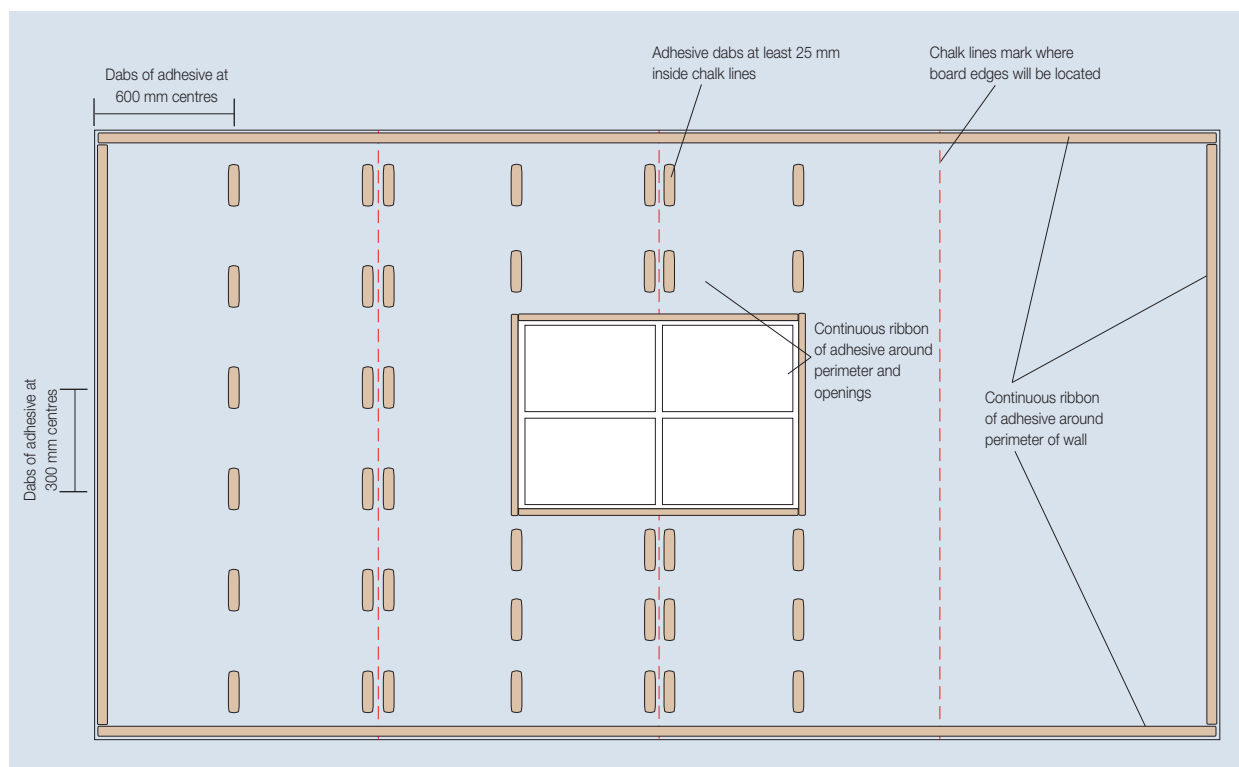 Dabs of adhesive at
600 mm centres
Adhesive dabs at least 25 mm
inside chalk lines
Chalk lines mark where
board edges will be located
Dabs of adhesive at
300 mm centres
Continuous ribbon
of adhesive around
perimeter and
openings
Continuous ribbon
of adhesive around
perimeter of wall